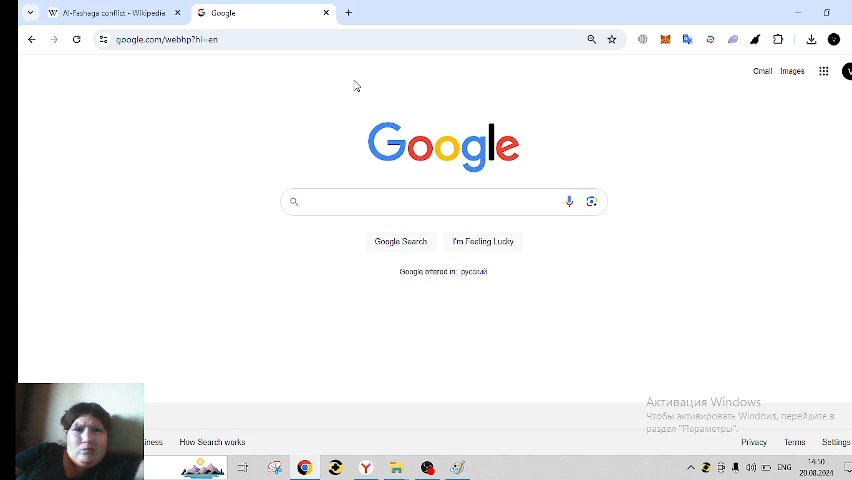 Al-Fashaga conflict - Wikipedia
Google
google.com/webhp?hl=en
Gmail Images
Google
Google Search I'm Feeling Lucky
Google offered in: русский
Активация Windows
Чтобы активировать Windows, перейдите в
раздел "Параметры".
iness How Search works Privacy Terms Settings
ENG
14:50
20.08.2024